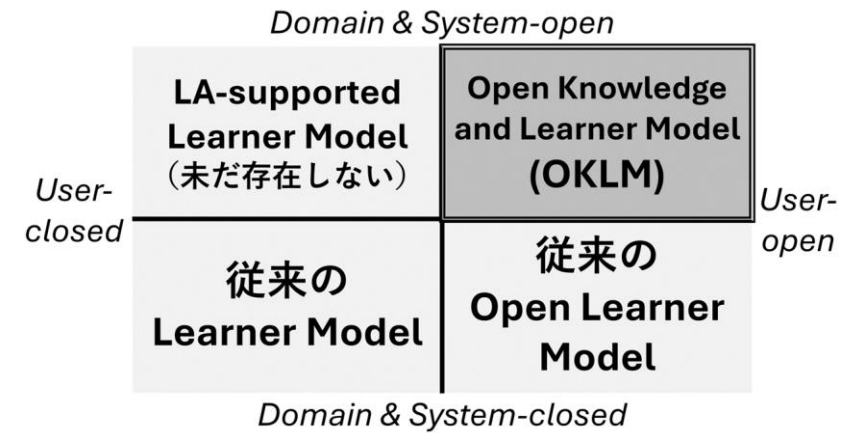 Domain & System-open
LA-supported
Learner Model
（未だ存在しない）
Open Knowledge
and Learner Model
(OKLM)
User-
closed
User-
open
従来の
Learner Model
従来の
Open Learner
Model
Domain & System-closed